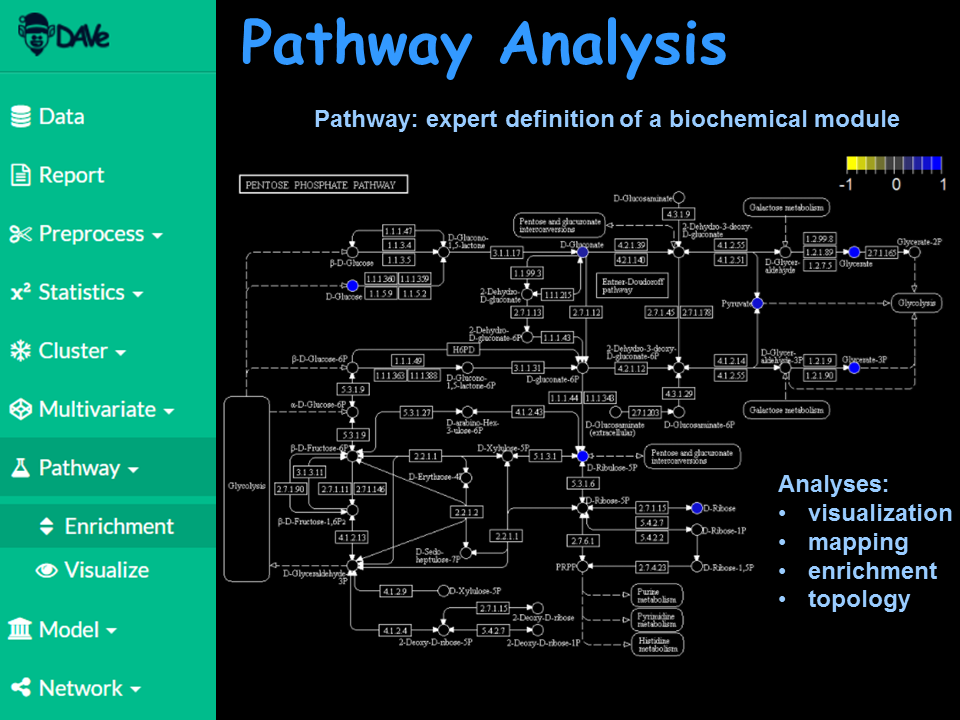 DAVe
Pathway Analysis
Data
Report
Preprocess
Statistics
Cluster
Multivariate
Pathway
Enrichment
Visualize
Model
Network
Pathway: expert definition of a biochemical module
-1 0 1
PENTOSE PHOSPHATE PATHWAY
D-Glucosaminate
4.3.1.9
Galactose metabolism
Pentose and glucuronate
interconversions
2-Dehydro-3-deoxy-
D-gluconate
1.1.1.47
1.1.3.4
1.1.3.5
D-Glucono-
1,5-lactone
3.1.1.17
D-Gluconate
4.2.1.39
4.2.1.140
4.1.2.55
4.1.2.51
1.2.99.8
1.2.1.89
1.2.7.5
Glycerate-2P
2.7.1.165
Glycerate
D-Glycer-
aldehyde
β-D-Glucose
1.1.1.360
1.1.1.359
1.1.5.9
1.1.5.2
D-Glucose
1.1.99.3
2-Dehydro-
D-gluconate
1.1.1.215
Entner-Doudoroff
pathway
Pyruvate
Glycolysis
2.7.1.13
2.7.1.12
2.7.1.45
2.7.1.178
2-Dehydro-
D-gluconate-6P
1.1.1.43
H6PD
β-D-Glucose-6P
1.1.1.49
1.1.1.363
1.1.1.388
D-Glucono-
1,5-lactone-6P
3.1.1.31
D-gluconate-6P
2-Dehydro-3-deoxy-
D-gluconate-6P
4.2.1.12
4.1.2.14
4.1.2.55
D-Glycer-
aldehyde-3P
1.2.1.9
1.2.1.90
Glycerate-3P
5.3.1.9
α-D-Glucose-6P
1.1.1.44
1.1.1.343
4.3.1.29
5.3.1.27
D-arabino-Hex-
3-ulose-6P
4.1.2.43
2.7.1.203
D-Glucosaminate
(extracellular)
D-Glucosaminate-6P
Galactose metabolism
5.3.1.9
β-D-Fructose-6P
2.2.1.1
D-Xylulose-5P
5.1.3.1
D-Ribulose-5P
Pentose and glucuronate
interconversions
Glycolysis
3.1.3.11
2.7.1.90
2.7.1.11
2.7.1.146
D-Erythrose-4P
5.3.1.6
β-D-Fructose-1,6P2
2.2.1.2
D-Ribose-5P
2.7.1.15
D-Ribose
4.1.2.13
2.2.1.1
5.4.2.7
5.4.2.2
D-Ribose-1P
D-Sedo-
heptulose-7P
2.7.6.1
D-Glyceraldehyde
3P
PRPP
2.7.4.23
D-Ribose-1,5P
4.1.2.9
D-Xylulose-5P
2.7.1.15
2-Deoxy-D-ribose
4.1.2.4
2-Deoxy-D-ribose-5P
5.4.2.7
2-Deoxy-D-ribose-1P
Purine
metabolism
Pyrimidine
metabolism
Histidine
metabolism
Analyses:
• visualization
• mapping
• enrichment
• topology